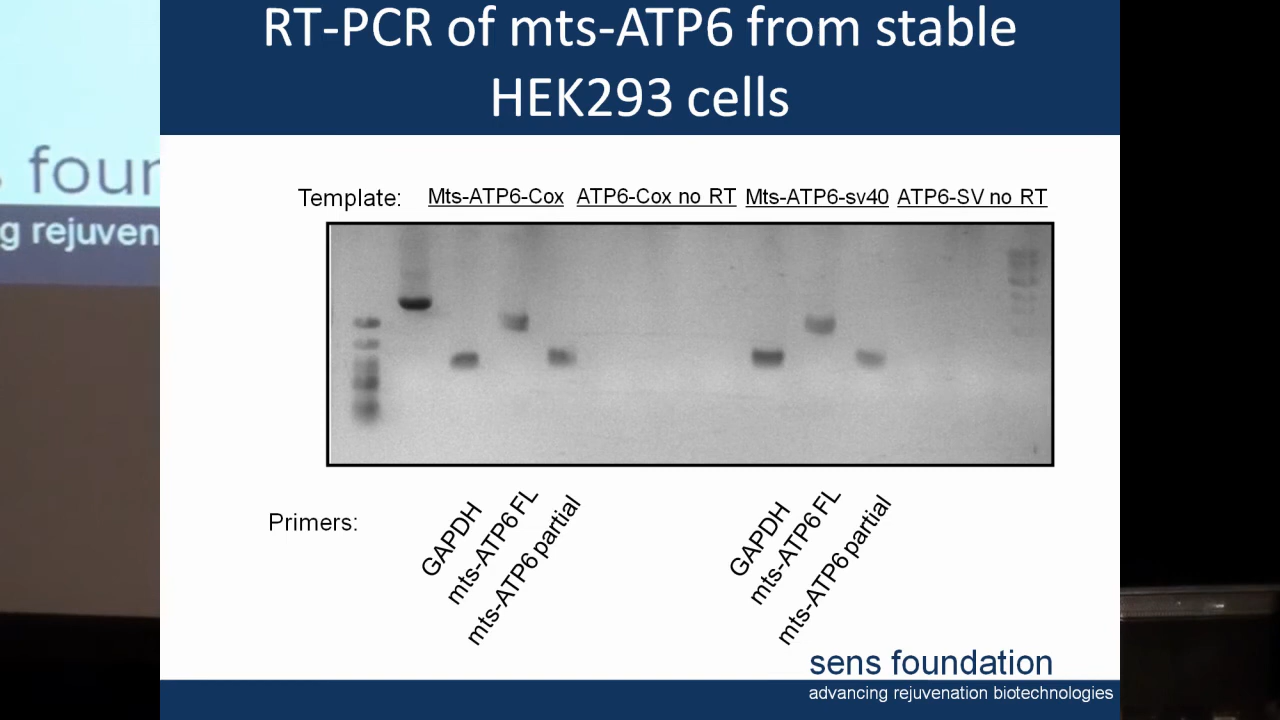 RT-PCR of mts-ATP6 from stable
HEK293 cells
s four
g rejuven
Template: Mts-ATP6-Cox ATP6-Cox no RT Mts-ATP6-sv40 ATP6-SV no RT
Primers: GAPDH mts-ATP6 FL mts-ATP6 partial GAPDH mts-ATP6 FL mts-ATP6 partial
sens foundation
advancing rejuvenation biotechnologies